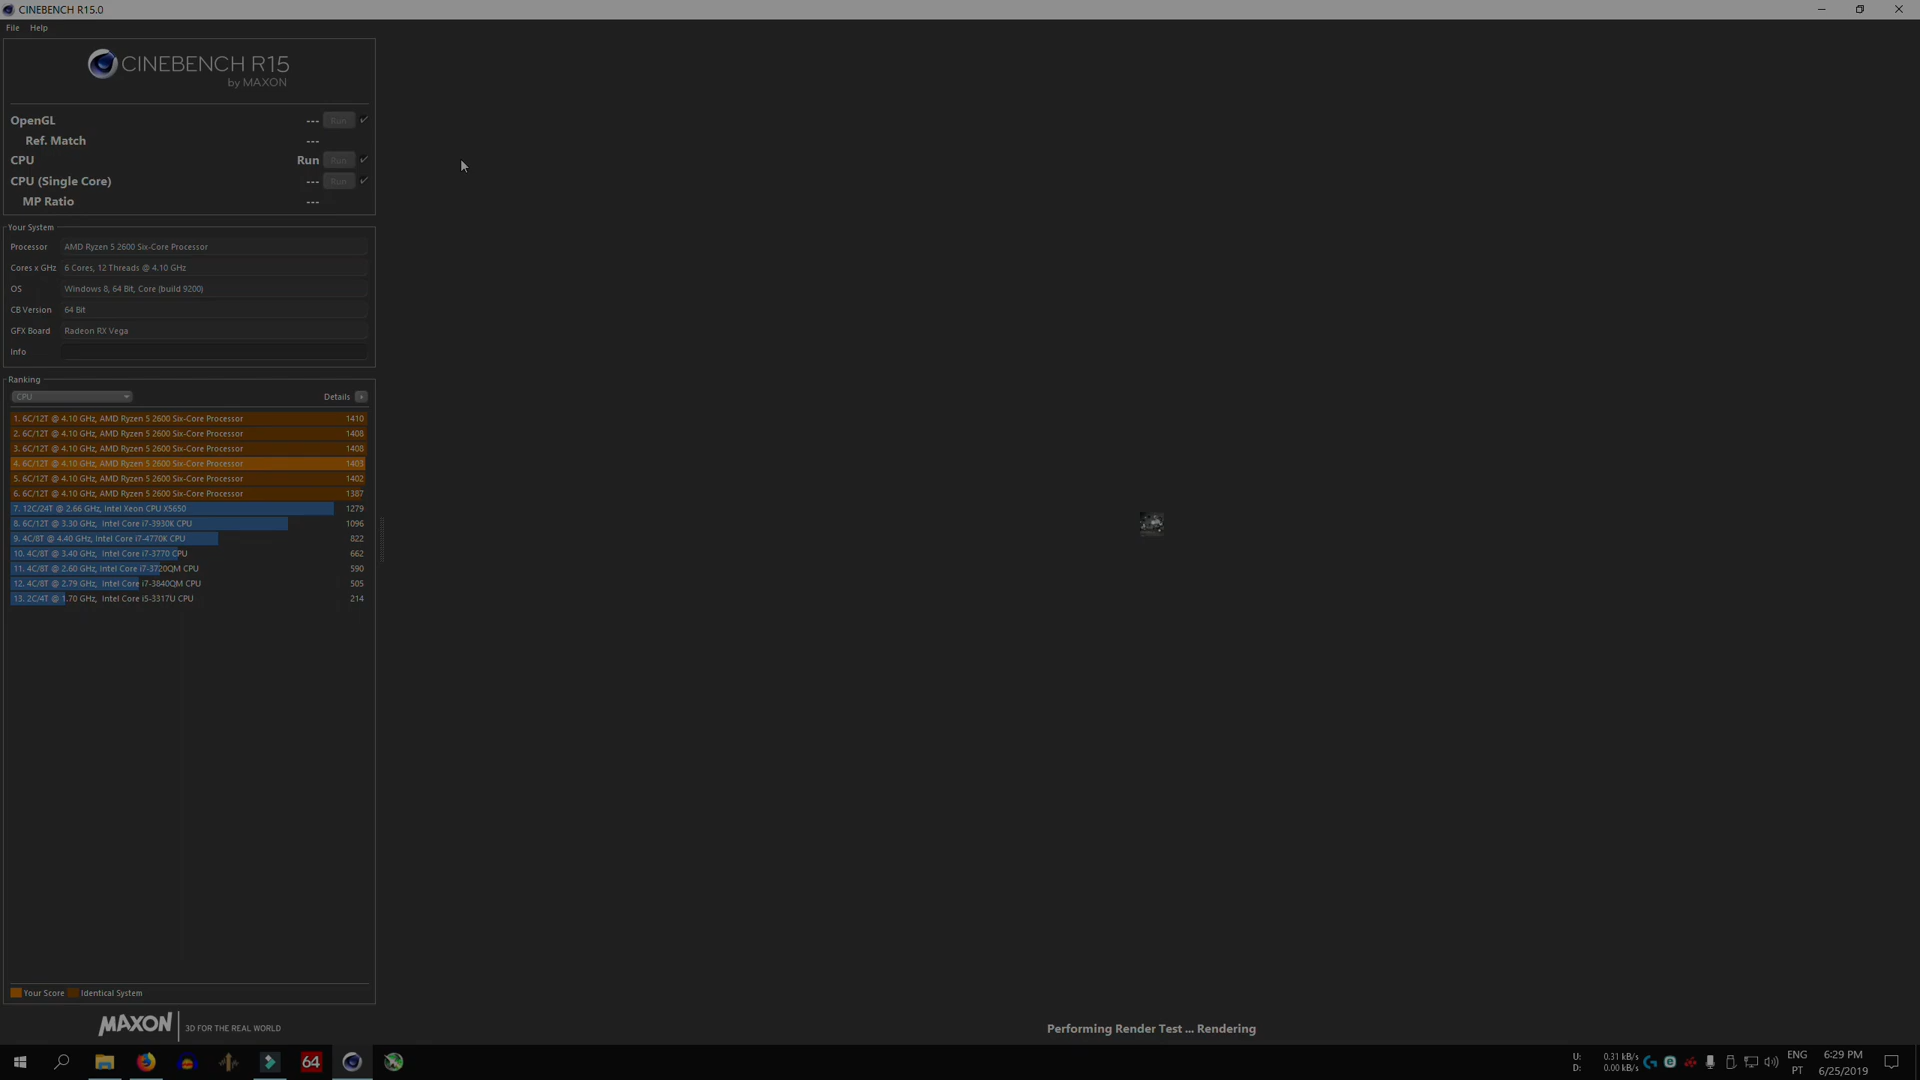 CINEBENCH R15.0
File Help
CINEBENCH R15
by MAXON
OpenGL --- Run
Ref. Match ---
CPU Run Run
CPU (Single Core) --- Run
MP Ratio ---
Your System
Processor AMD Ryzen 5 2600 Six-Core Processor
Cores x GHz 6 Cores, 12 Threads @ 4.10 GHz
OS Windows 8, 64 Bit, Core (build 9200)
CB Version 64 Bit
GFX Board Radeon RX Vega
Info
Ranking
CPU Details
1. 6C/12T @ 4.10 GHz, AMD Ryzen 5 2600 Six-Core Processor 1410
2. 6C/12T @ 4.10 GHz, AMD Ryzen 5 2600 Six-Core Processor 1408
3. 6C/12T @ 4.10 GHz, AMD Ryzen 5 2600 Six-Core Processor 1408
4. 6C/12T @ 4.10 GHz, AMD Ryzen 5 2600 Six-Core Processor 1403
5. 6C/12T @ 4.10 GHz, AMD Ryzen 5 2600 Six-Core Processor 1402
6. 6C/12T @ 4.10 GHz, AMD Ryzen 5 2600 Six-Core Processor 1387
7. 12C/24T @ 2.66 GHz, Intel Xeon CPU X5650 1279
8. 6C/12T @ 3.30 GHz, Intel Core i7-3930K CPU 1096
9. 4C/8T @ 4.40 GHz, Intel Core i7-4770K CPU 822
10. 4C/8T @ 3.40 GHz, Intel Core i7-3770 CPU 662
11. 4C/8T @ 2.60 GHz, Intel Core i7-3720QM CPU 590
12. 4C/8T @ 2.79 GHz, Intel Core i7-3840QM CPU 505
13. 2C/4T @ 1.70 GHz, Intel Core i5-3317U CPU 214
Your Score Identical System
MAXON 3D FOR THE REAL WORLD
Performing Render Test ... Rendering
64
U: 0.31 kB/s
D: 0.00 kB/s
ENG
PT
6:29 PM
6/25/2019